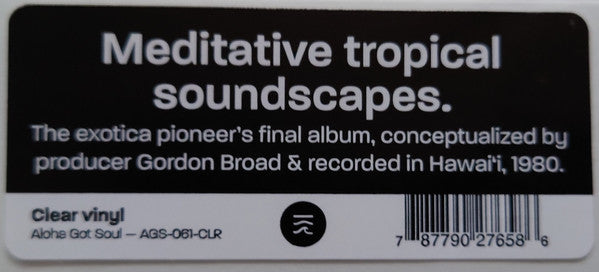 Meditative tropical
soundscapes.
The exotica pioneer's final album, conceptualized by
producer Gordon Broad & recorded in Hawaiʻi, 1980.
Clear vinyl
Aloha Got Soul — AGS-061-CLR
7 87790 27658 6